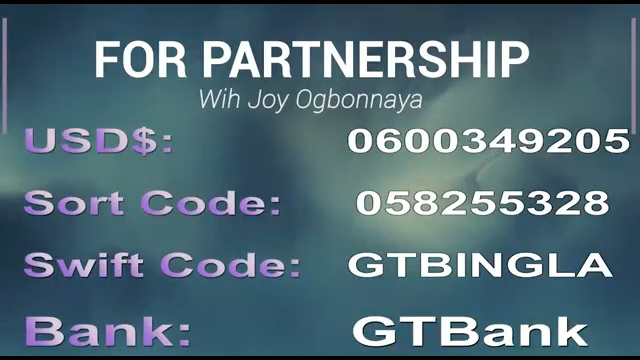 FOR PARTNERSHIP
Wih Joy Ogbonnaya
USD$: 0600349205
Sort Code: 058255328
Swift Code: GTBINGLA
Bank: GTBank